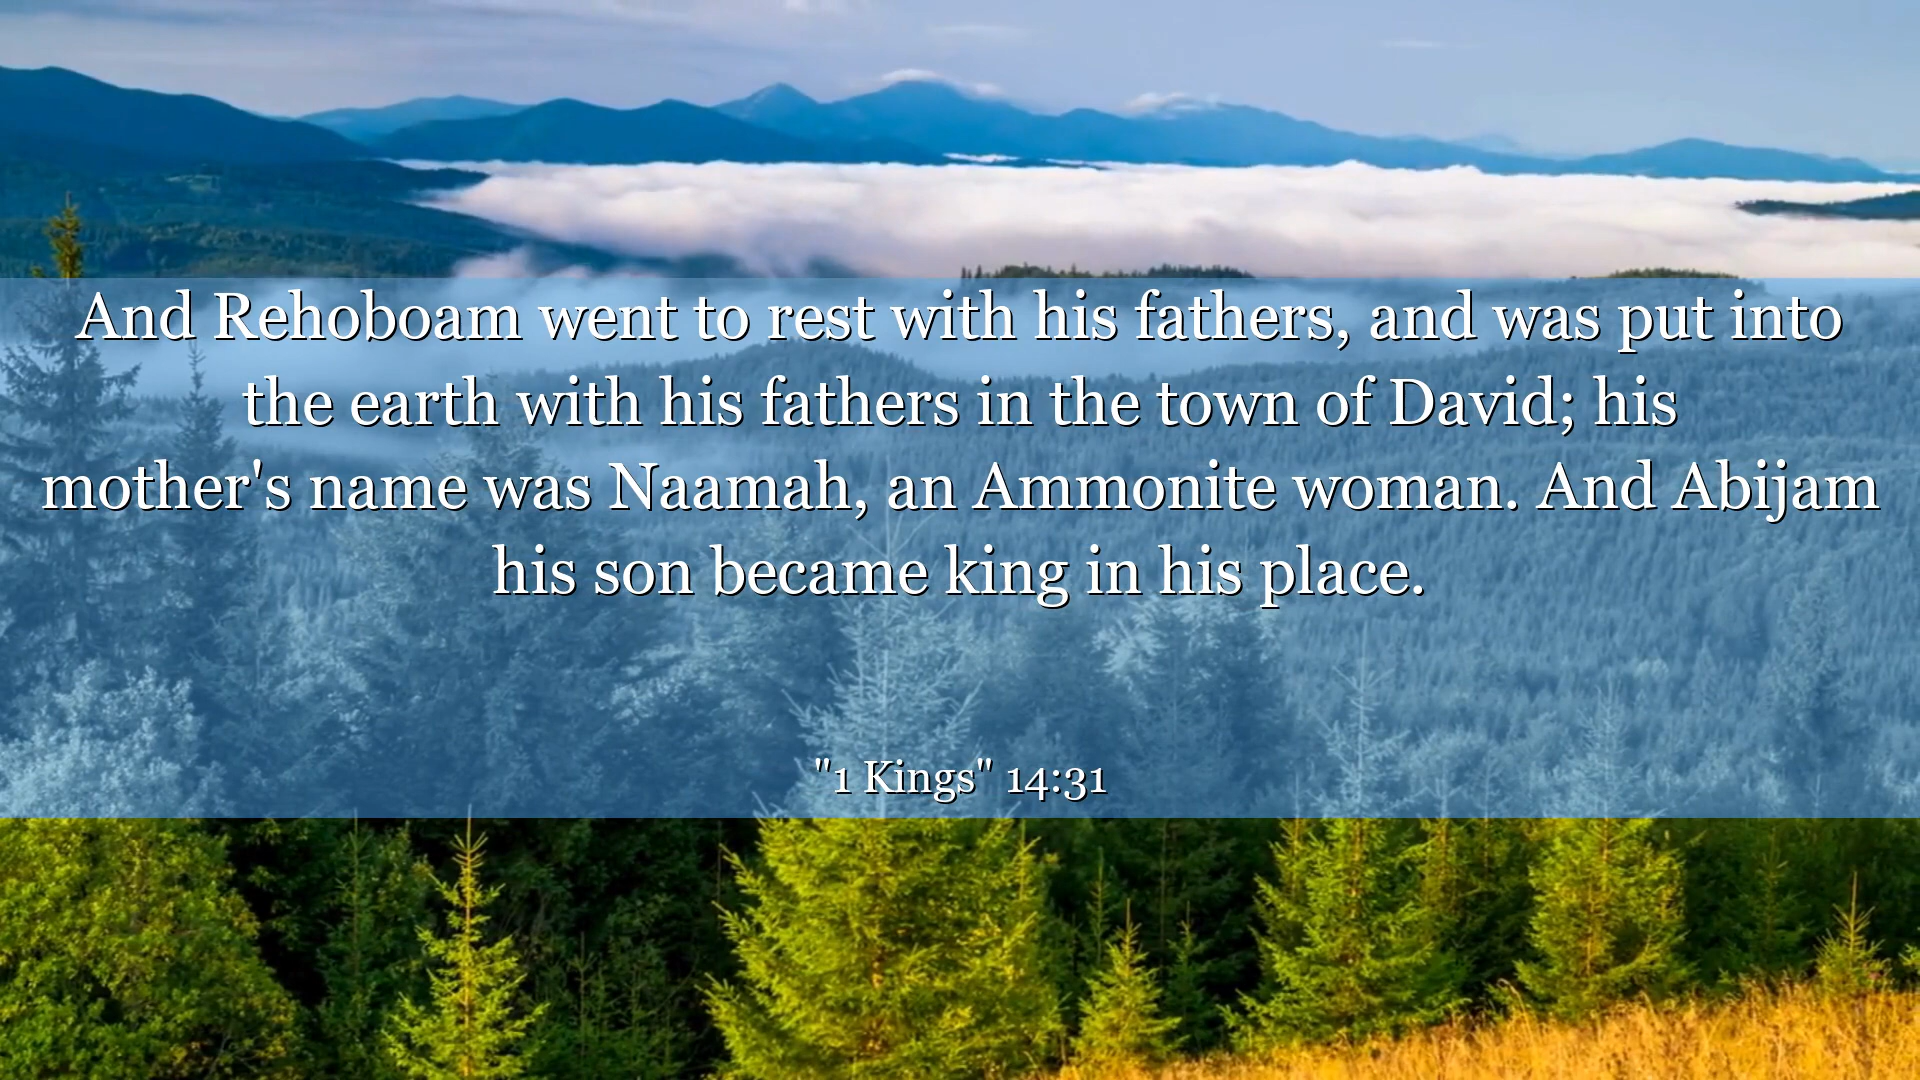 And Rehoboam went to rest with his fathers, and was put into
the earth with his fathers in the town of David; his
mother's name was Naamah, an Ammonite woman. And Abijam
his son became king in his place.
"1 Kings" 14:31